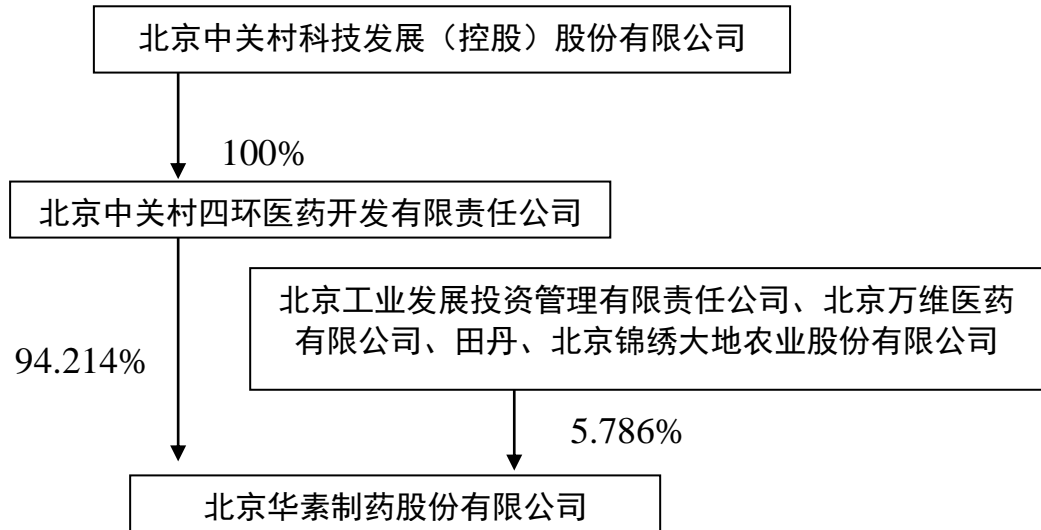 北京中关村科技发展（控股）股份有限公司
100%
北京中关村四环医药开发有限责任公司
北京工业发展投资管理有限责任公司、北京万维医药
有限公司、田丹、北京锦绣大地农业股份有限公司
94.214%
5.786%
北京华素制药股份有限公司